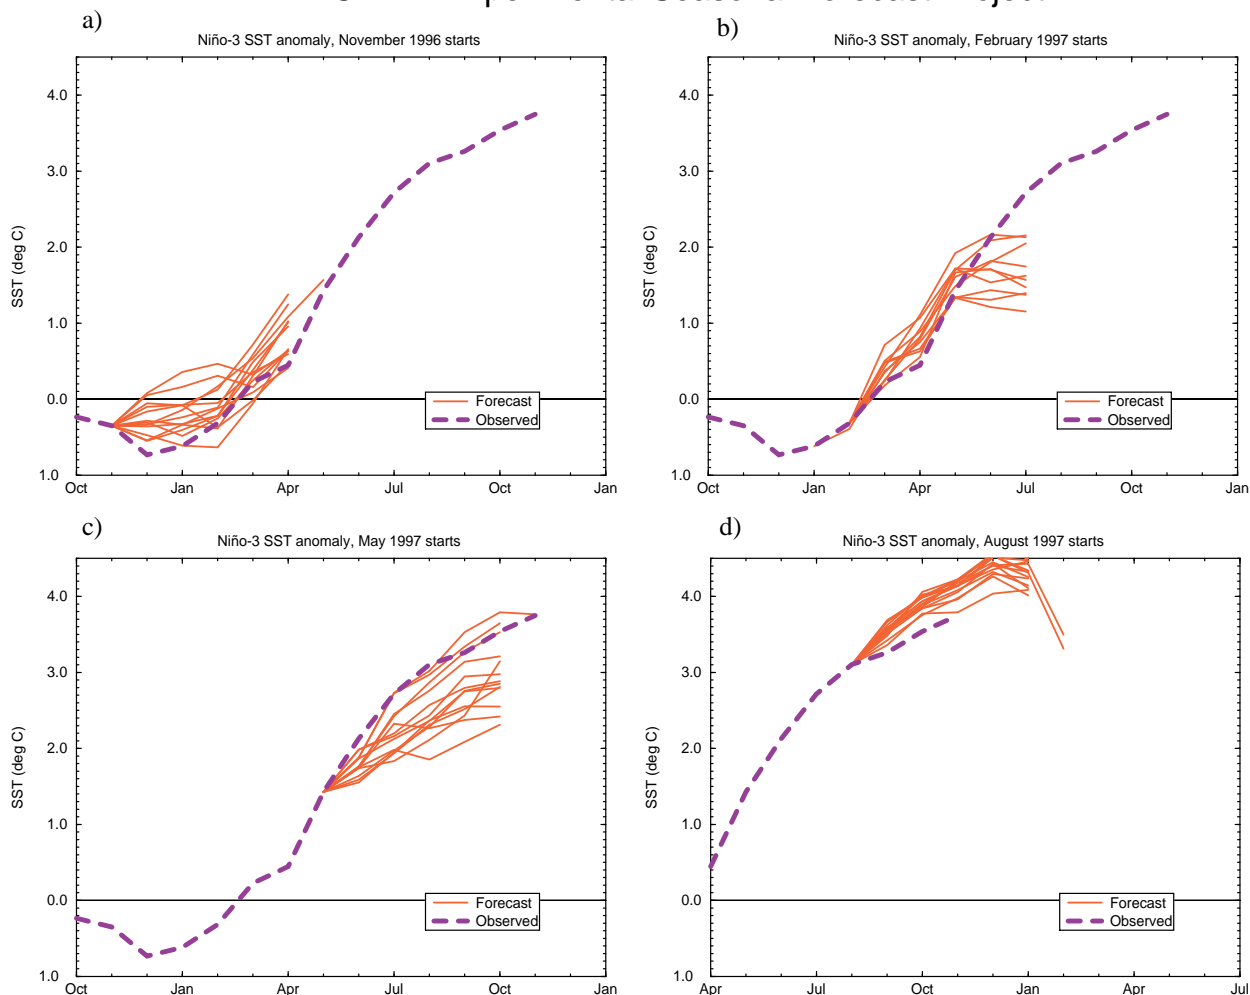 a)
Niño-3 SST anomaly, November 1996 starts
4.0
3.0
2.0
1.0
0.0
1.0
SST (deg C)
Forecast
Observed
Oct Jan Apr Jul Oct Jan
b)
Niño-3 SST anomaly, February 1997 starts
4.0
3.0
2.0
1.0
0.0
1.0
SST (deg C)
Forecast
Observed
Oct Jan Apr Jul Oct Jan
c)
Niño-3 SST anomaly, May 1997 starts
4.0
3.0
2.0
1.0
0.0
1.0
SST (deg C)
Forecast
Observed
Oct Jan Apr Jul Oct Jan
d)
Niño-3 SST anomaly, August 1997 starts
4.0
3.0
2.0
1.0
0.0
1.0
SST (deg C)
Forecast
Observed
Apr Jul Oct Jan Apr Jul